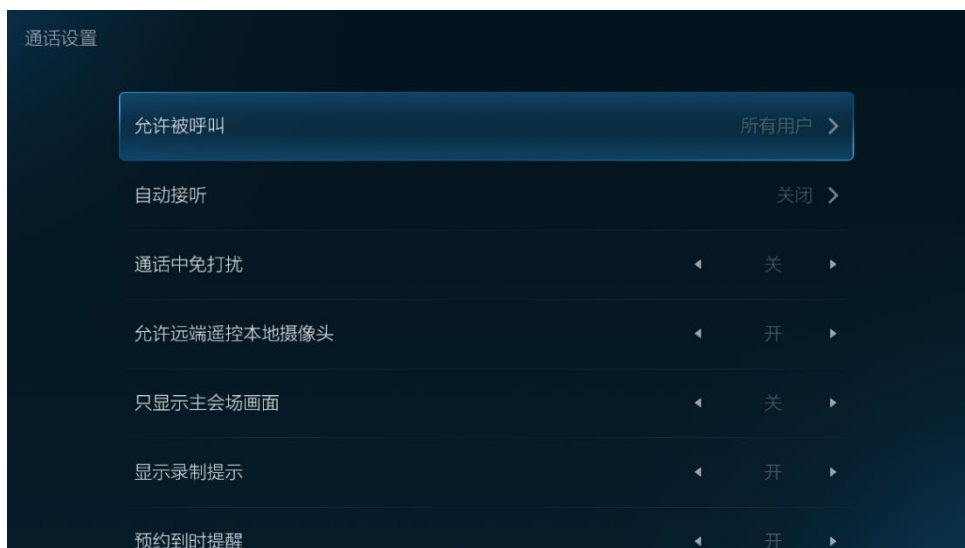 通话设置
允许被呼叫 所有用户
自动接听 关闭
通话中免打扰 关
允许远端遥控本地摄像头 开
只显示主会场画面 关
显示录制提示 开
预约到时提醒 开